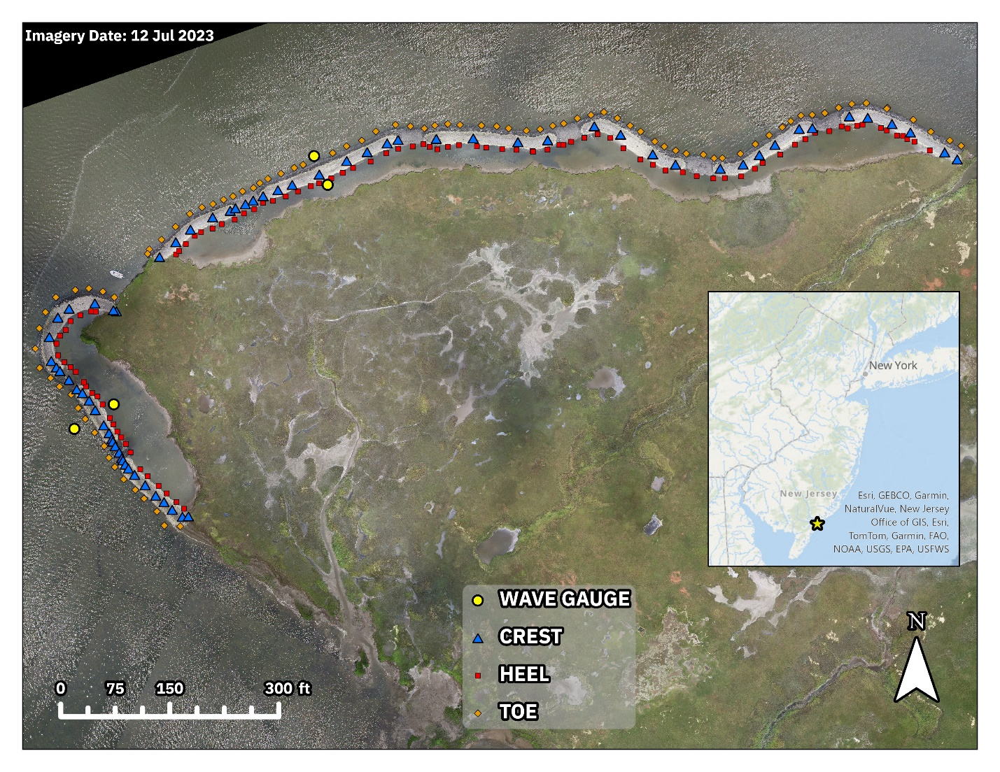 Imagery Date: 12 Jul 2023
New York
New Jersey
Esri, GEBCO, Garmin,
NaturalVue, New Jersey
Office of GIS, Esri,
TomTom, Garmin, FAO,
NOAA, USGS, EPA, USFWS
WAVE GAUGE
CREST
HEEL
TOE
N
0 75 150 300 ft